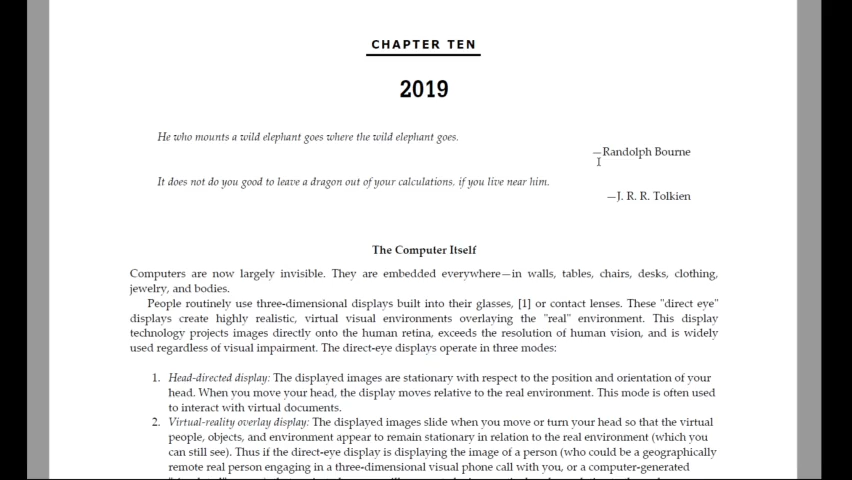 CHAPTER TEN
2019
He who mounts a wild elephant goes where the wild elephant goes.
—Randolph Bourne
It does not do you good to leave a dragon out of your calculations. if you live near him.
—J. R. R. Tolkien
The Computer Itself
Computers are now largely invisible. They are embedded everywhere—in walls, tables, chairs, desks, clothing,
jewelry, and bodies.
People routinely use three-dimensional displays built into their glasses, [1] or contact lenses. These "direct eye"
displays create highly realistic, virtual visual environments overlaying the "real" environment. This display
technology projects images directly onto the human retina, exceeds the resolution of human vision, and is widely
used regardless of visual impairment. The direct-eye displays operate in three modes:
1. Head-directed display: The displayed images are stationary with respect to the position and orientation of your
head. When you move your head, the display moves relative to the real environment. This mode is often used
to interact with virtual documents.
2. Virtual-reality overlay display: The displayed images slide when you move or turn your head so that the virtual
people, objects, and environment appear to remain stationary in relation to the real environment (which you
can still see). Thus if the direct-eye display is displaying the image of a person (who could be a geographically
remote real person engaging in a three-dimensional visual phone call with you, or a computer-generated